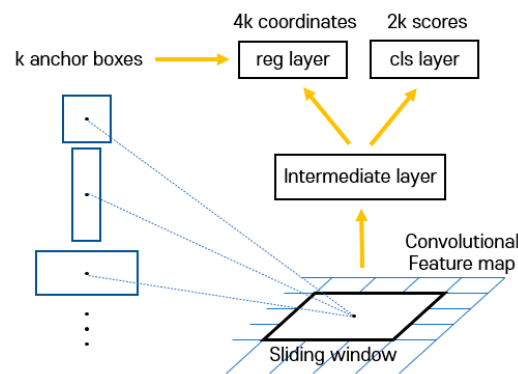 4k coordinates
2k scores
k anchor boxes
reg layer
cls layer
Intermediate layer
Convolutional
Feature map
Sliding window